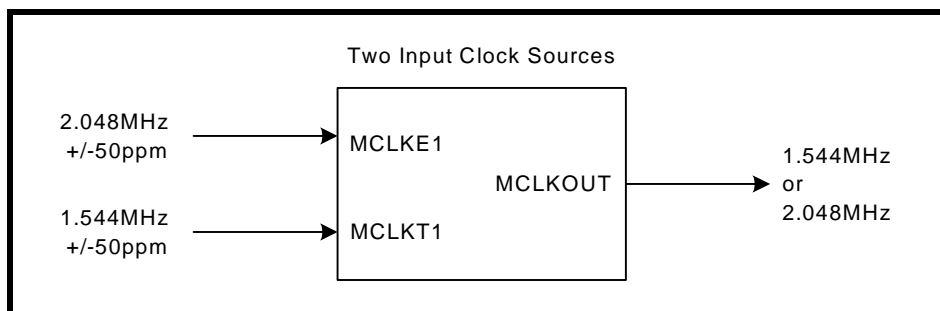 Two Input Clock Sources
2.048MHz
+/-50ppm
MCLKE1
1.544MHz
+/-50ppm
MCLKT1
MCLKOUT
1.544MHz
or
2.048MHz